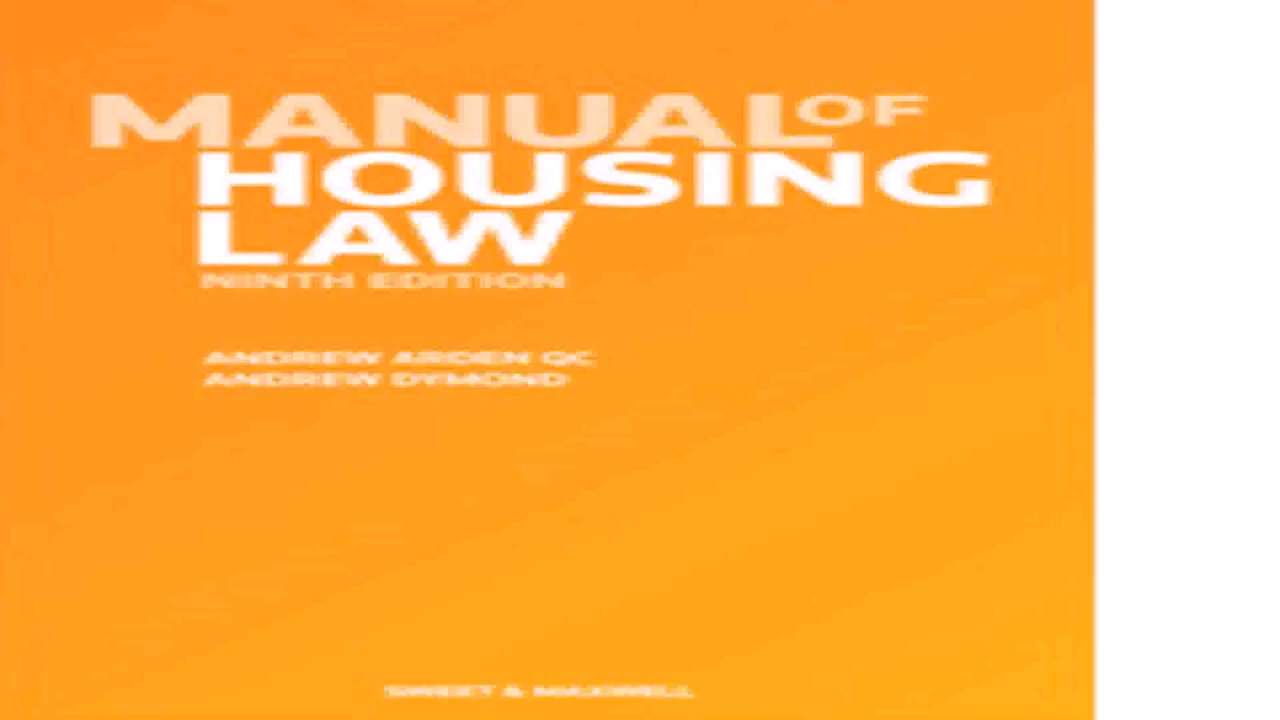 MANUAL OF
HOUSING
LAW
NINTH EDITION
ANDREW ARDEN QC
ANDREW DYMOND
SWEET & MAXWELL